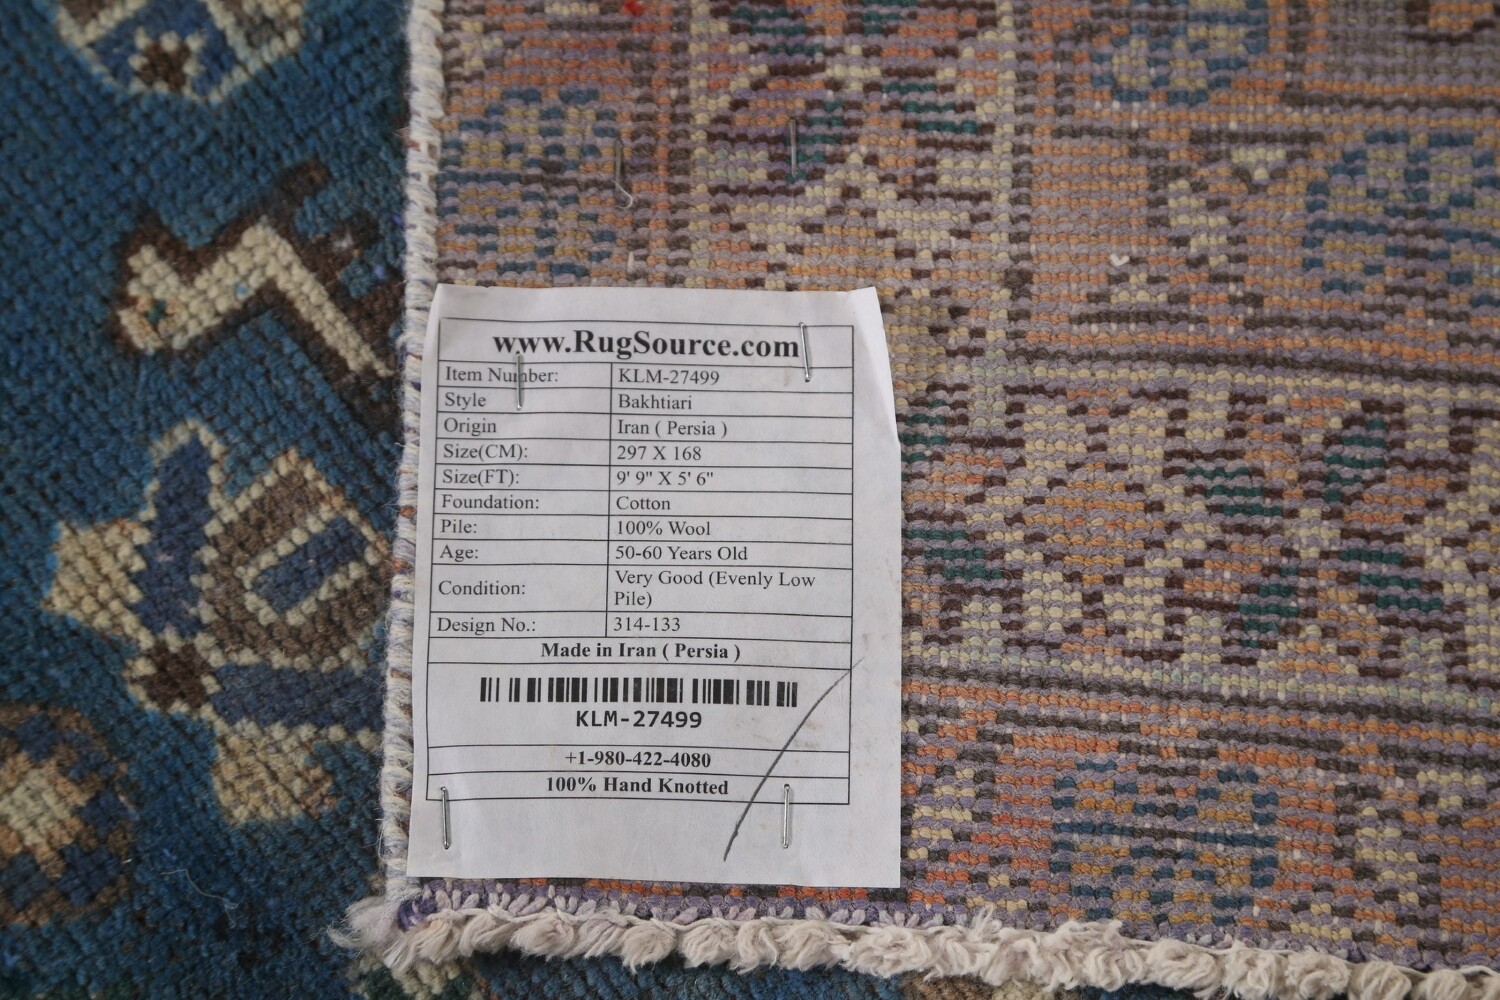 www.RugSource.com
Item Number: KLM-27499
Style Bakhtiari
Origin Iran ( Persia )
Size(CM): 297 X 168
Size(FT): 9' 9" X 5' 6"
Foundation: Cotton
Pile: 100% Wool
Age: 50-60 Years Old
Condition: Very Good (Evenly Low
Pile)
Design No.: 314-133
Made in Iran ( Persia )
KLM-27499
+1-980-422-4080
100% Hand Knotted